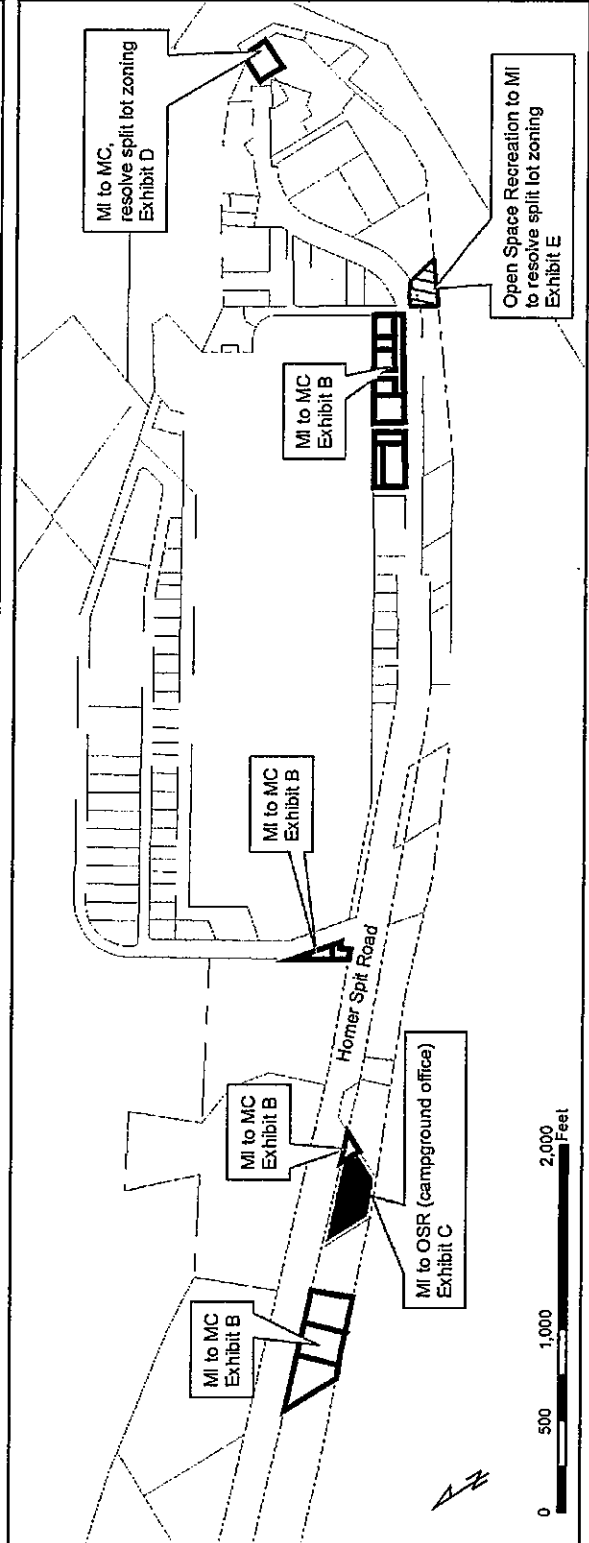 MI to MC,
resolve split lot zoning
Exhibit D
Open Space Recreation to MI
to resolve split lot zoning
Exhibit E
MI to MC
Exhibit B
MI to MC
Exhibit B
Homer Spit Road
MI to MC
Exhibit B
MI to OSR (campground office)
Exhibit C
MI to MC
Exhibit B
0 500 1,000 2,000
Feet
N